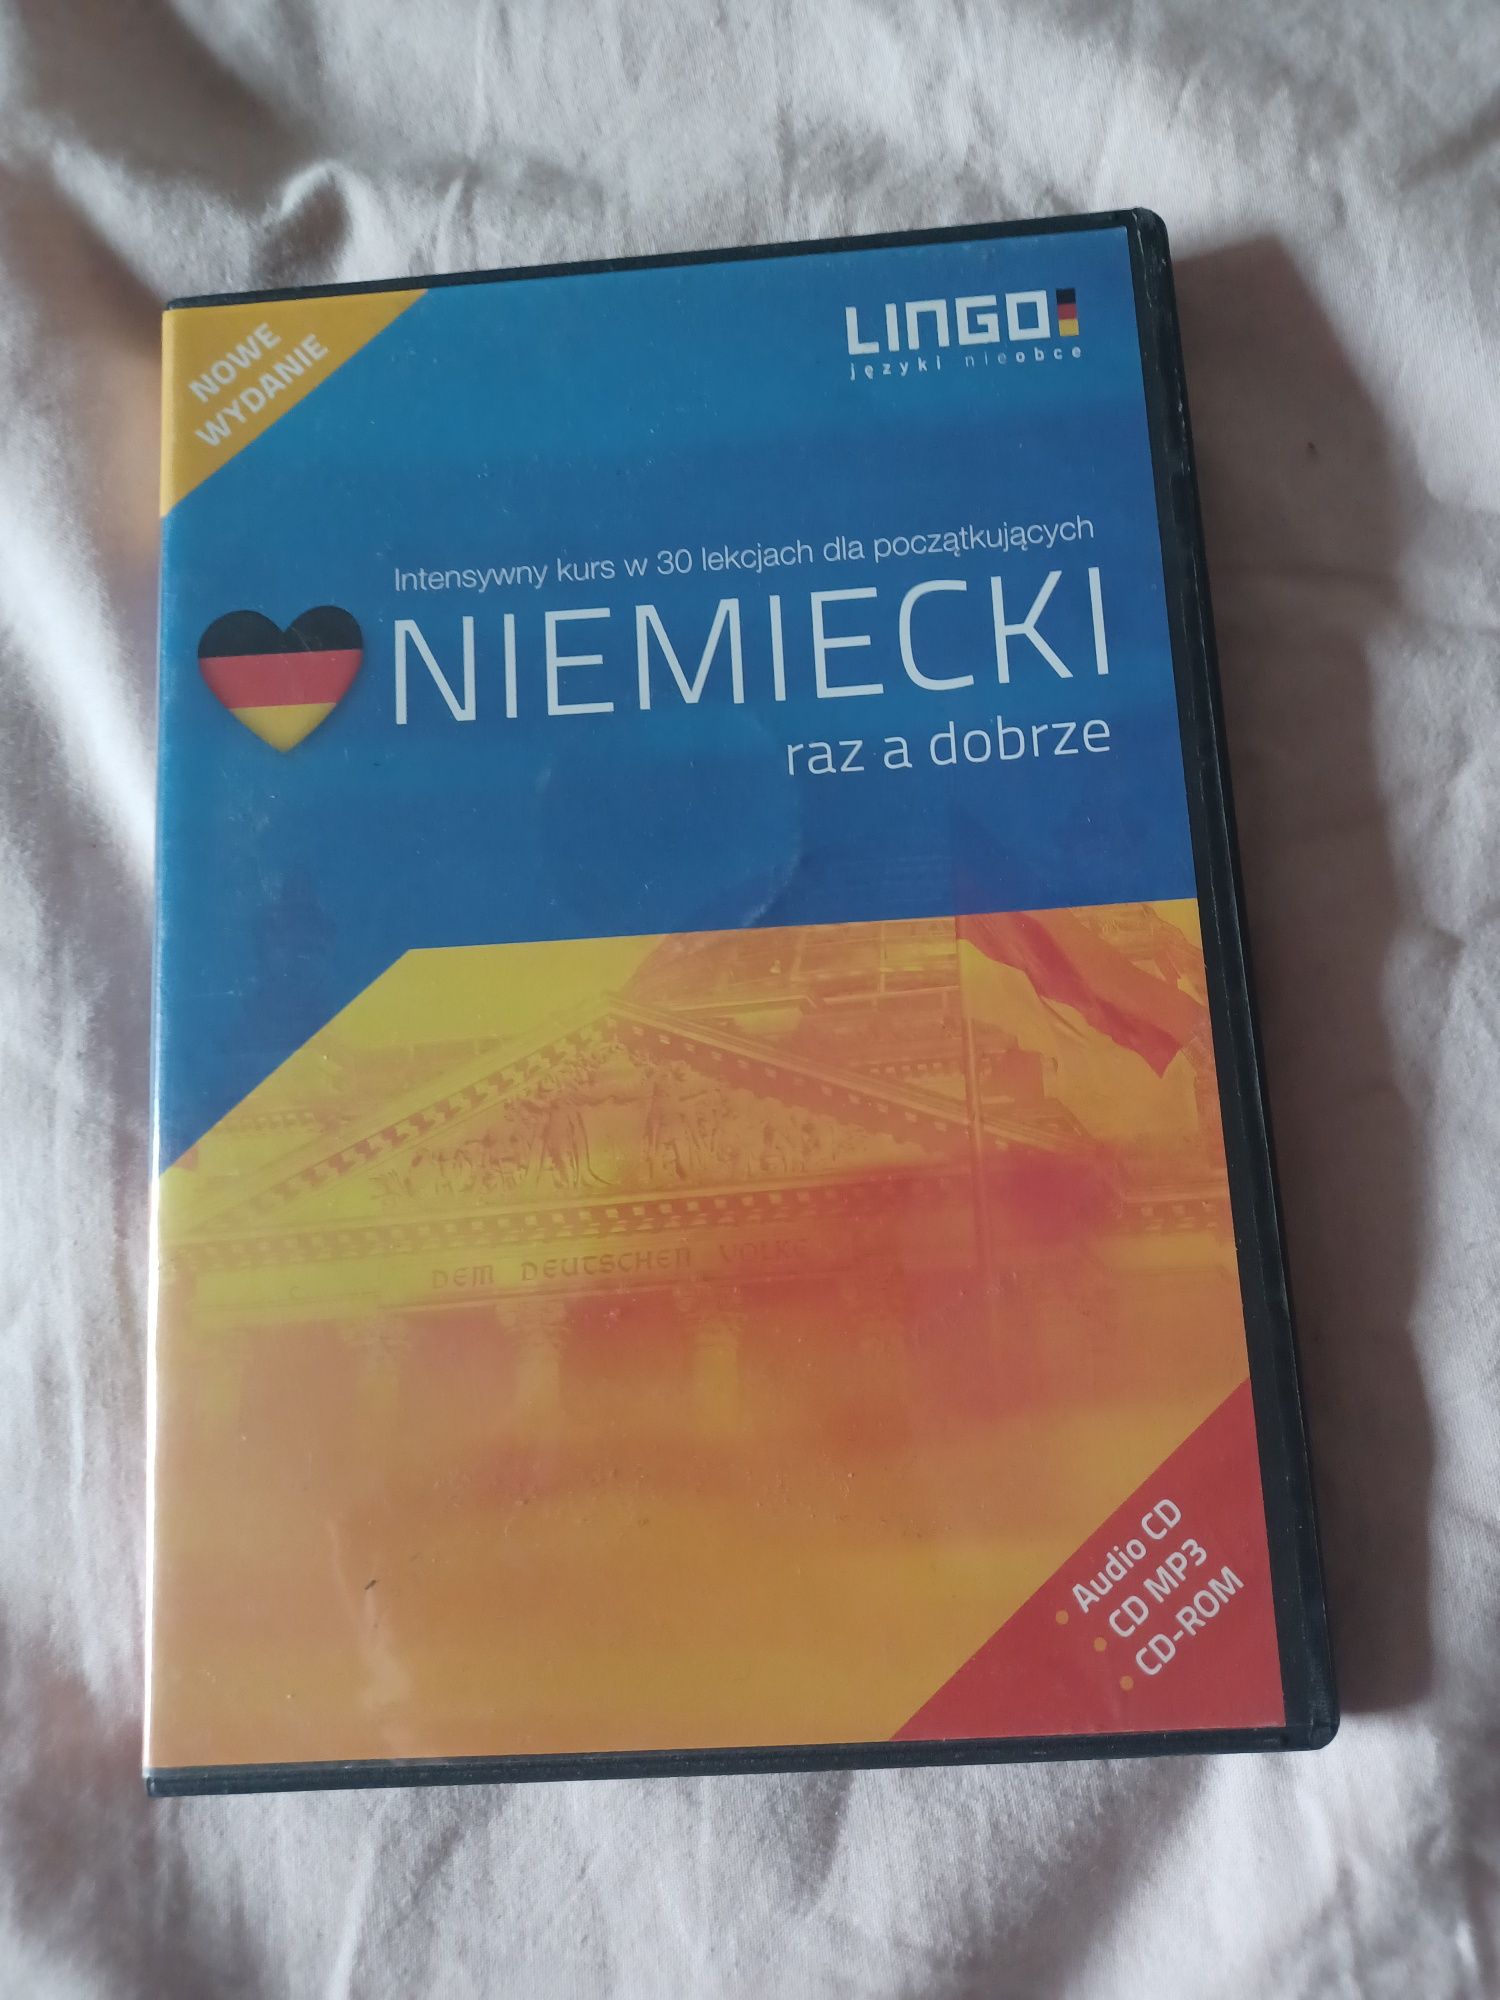 NOWE
WYDANIE
LINGO
języki nieobce
Intensywny kurs w 30 lekcjach dla początkujących
NIEMIECKI
raz a dobrze
DEM DEUTSCHEN VOLKE
• Audio CD
• CD MP3
• CD-ROM